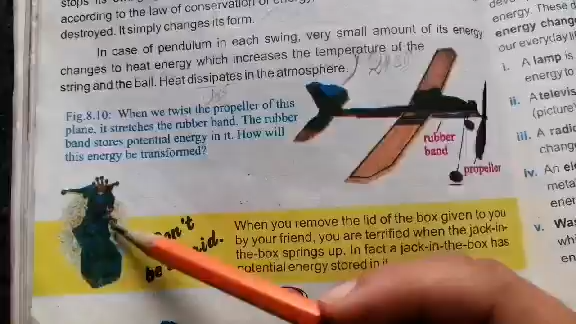 stops its
according to the law of conservation of energy,
destroyed. It simply changes its form.
In case of pendulum in each swing, very small amount of its energy
changes to heat energy which increases the temperature of the
string and the ball. Heat dissipates in the atmosphere.
Fig.8.10: When we twist the propeller of this
plane, it stretches the rubber band. The rubber
band stores potential energy in it. How will
this energy be transformed?
rubber
band
propeller
When you remove the lid of the box given to you
by your friend, you are terrified when the jack-in-
the-box springs up. In fact a jack-in-the-box has
potential energy stored in it
energy. These d
energy chang
our everyday li
i. A lamp is
energy to
ii. A televis
(picture
iii. A radi
chang
iv. An el
meta
ener
v. Was
whi
en